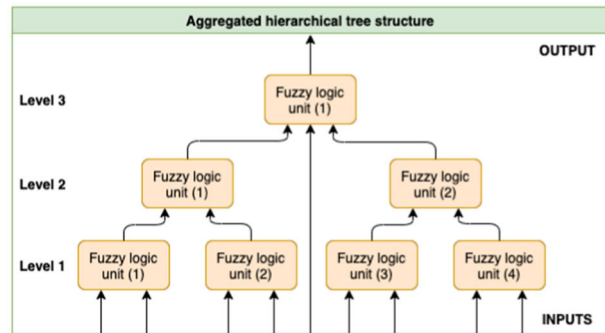 Aggregated hierarchical tree structure
OUTPUT
Level 3
Fuzzy logic
unit (1)
Level 2
Fuzzy logic
unit (1)
Fuzzy logic
unit (2)
Level 1
Fuzzy logic
unit (1)
Fuzzy logic
unit (2)
Fuzzy logic
unit (3)
Fuzzy logic
unit (4)
INPUTS